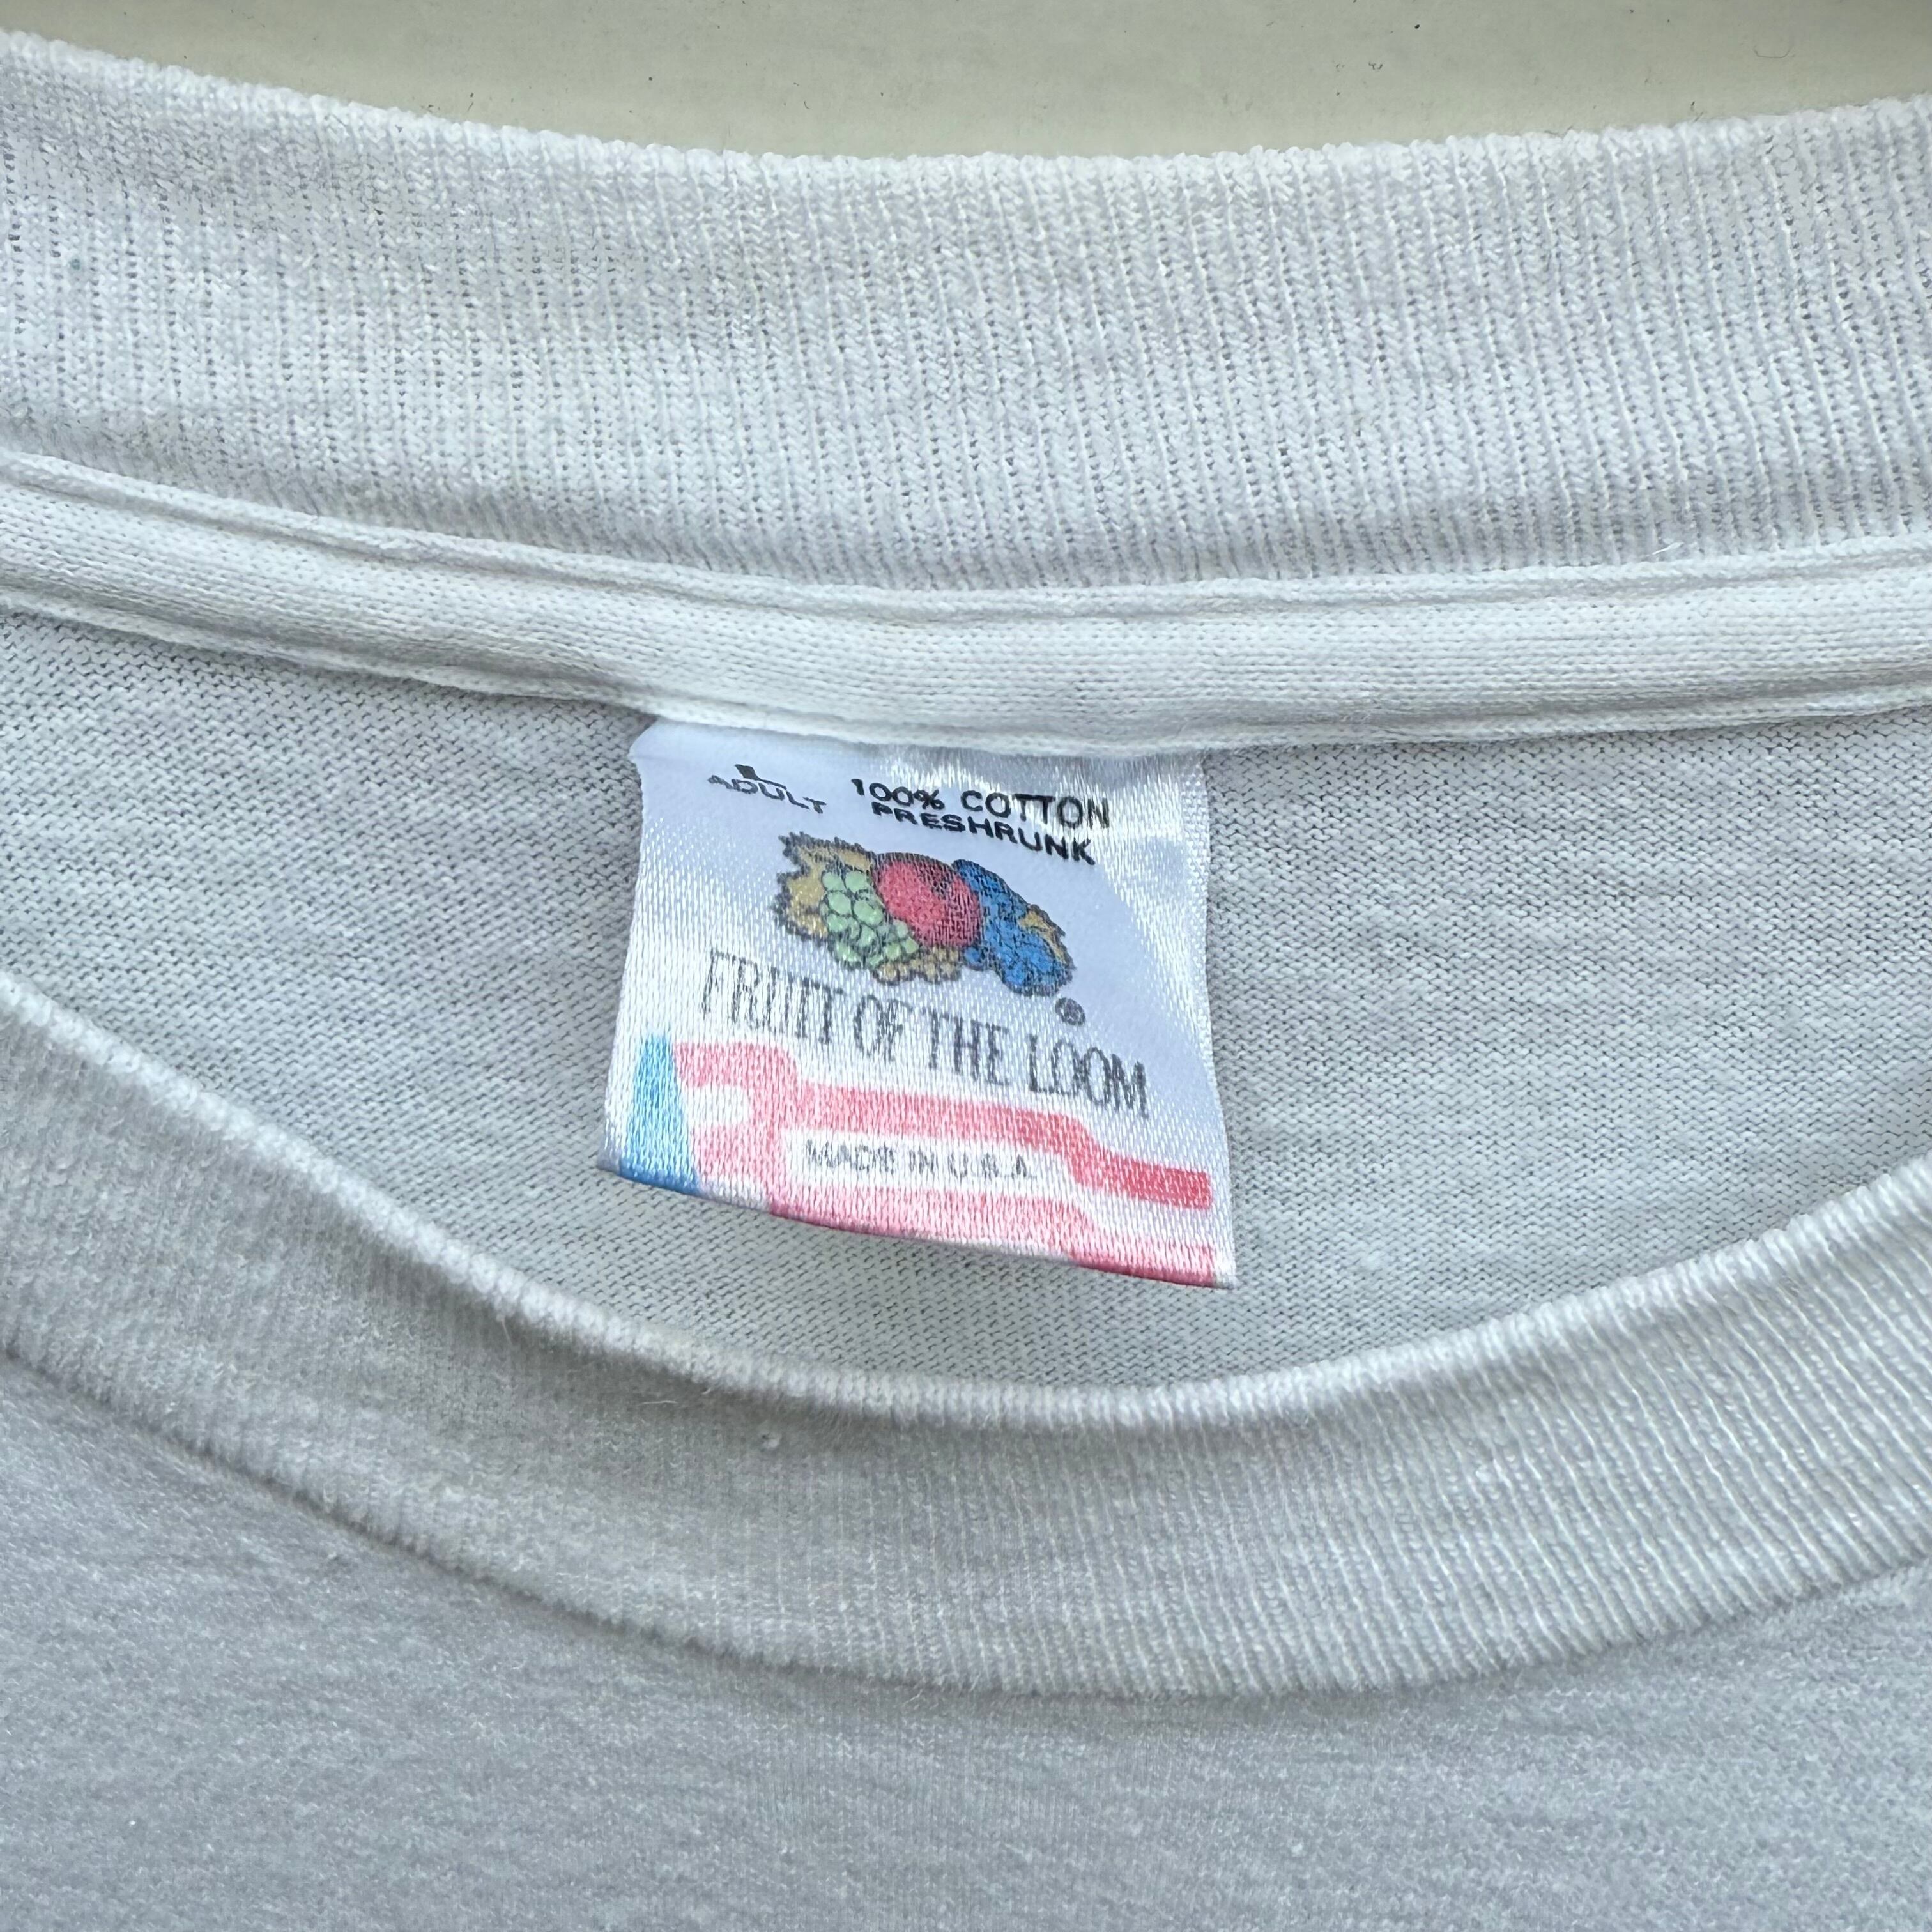 L
ADULT
100% COTTON
PRESHRUNK
®
FRUIT OF THE LOOM
MADE IN U.S.A.